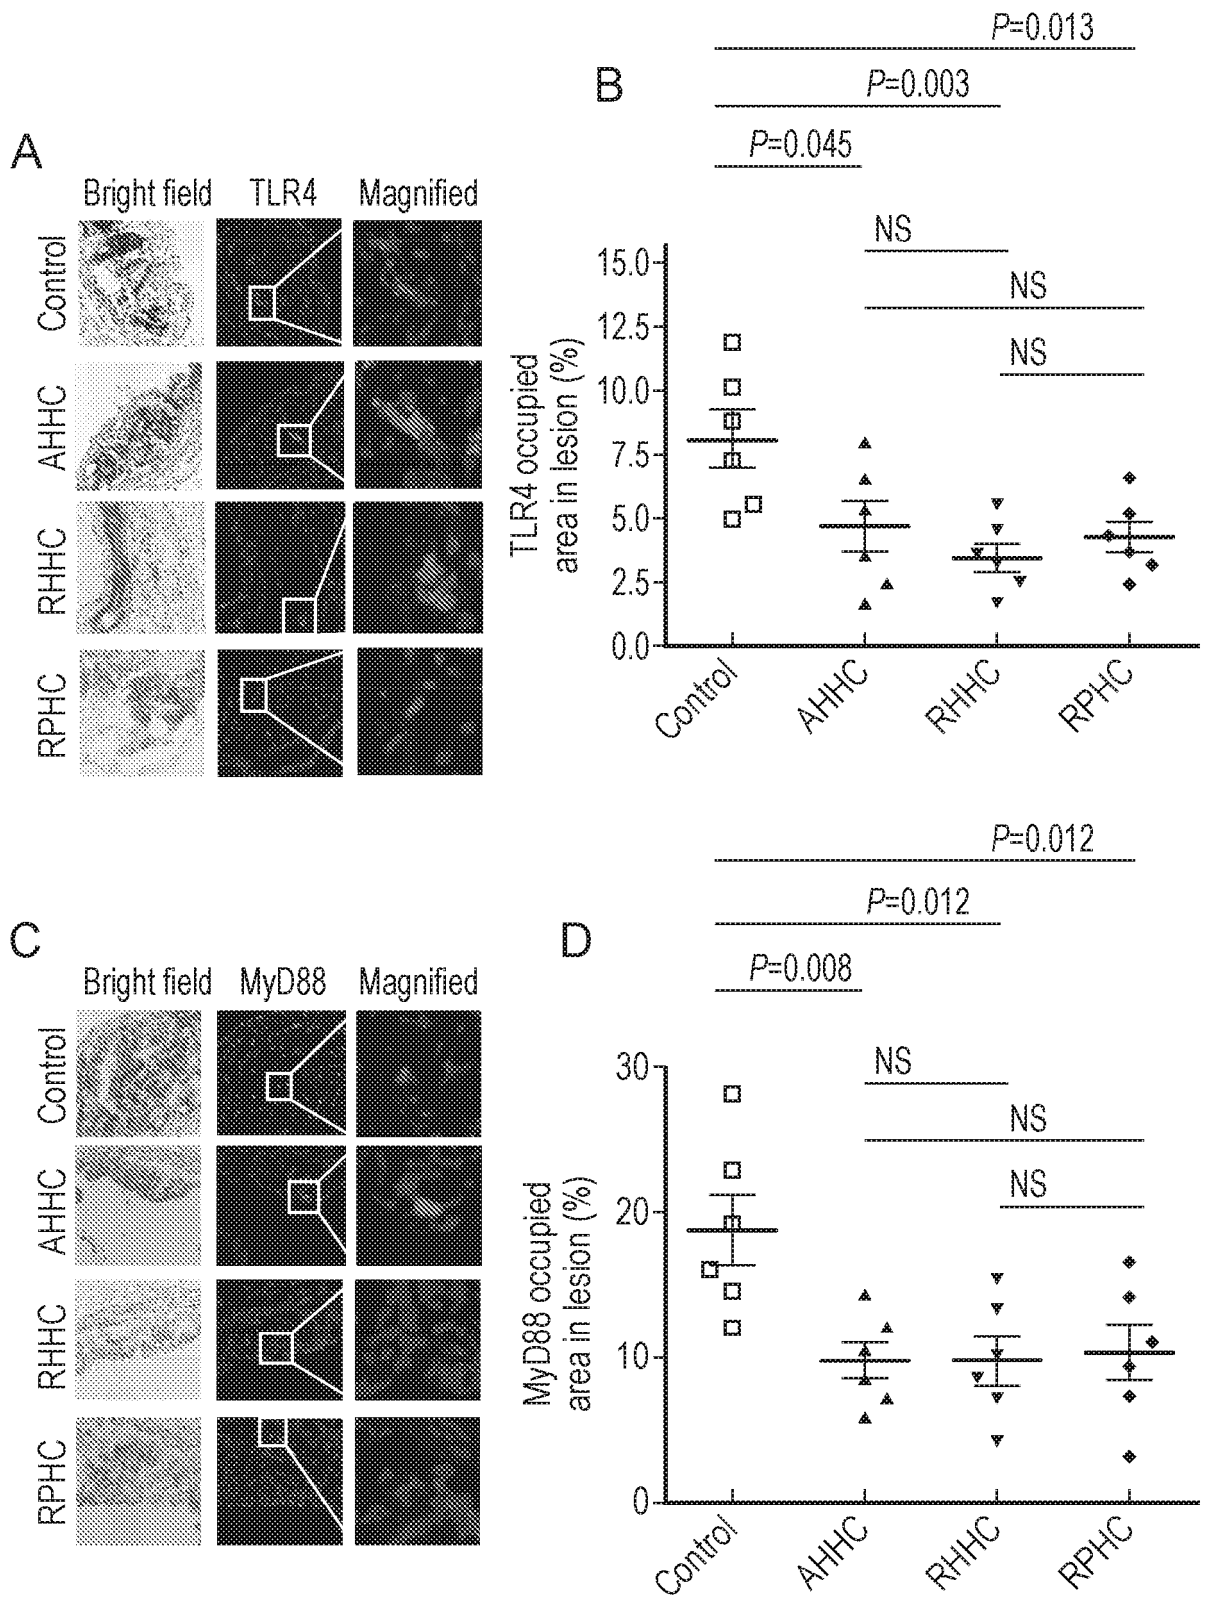 A
Bright field TLR4 Magnified
Control
AHHC
RHHC
RPHC
B
P=0.013
P=0.003
P=0.045
NS
NS
NS
TLR4 occupied
area in lesion (%)
15.0
12.5
10.0
7.5
5.0
2.5
0.0
Control AHHC RHHC RPHC
C
Bright field MyD88 Magnified
Control
AHHC
RHHC
RPHC
D
P=0.012
P=0.012
P=0.008
NS
NS
NS
MyD88 occupied
area in lesion (%)
30
20
10
0
Control AHHC RHHC RPHC